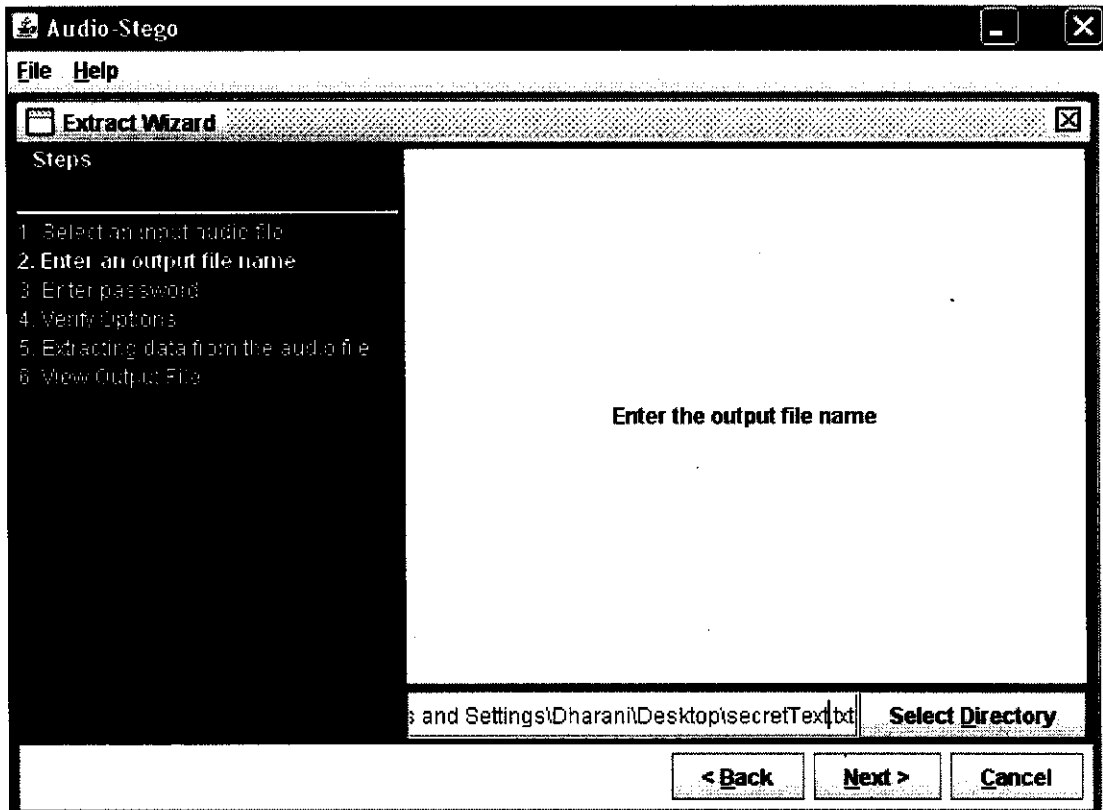 Audio-Stego
File Help
Extract Wizard
Steps
1. Select an input audio file
2. Enter an output file name
3. Enter password
4. Verify Options
5. Extracting data from the audio file
6. View Output File
Enter the output file name
s and Settings\Dharani\Desktop\secretText.txt Select Directory
< Back Next > Cancel